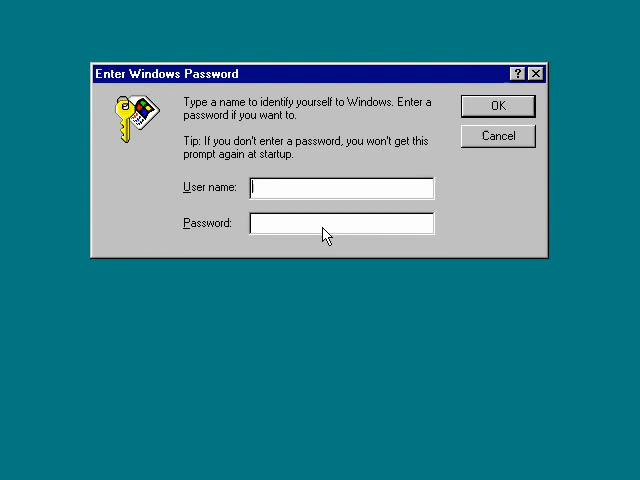 Enter Windows Password
Type a name to identify yourself to Windows. Enter a
password if you want to.
Tip: If you don't enter a password, you won't get this
prompt again at startup.
User name:
Password:
OK
Cancel